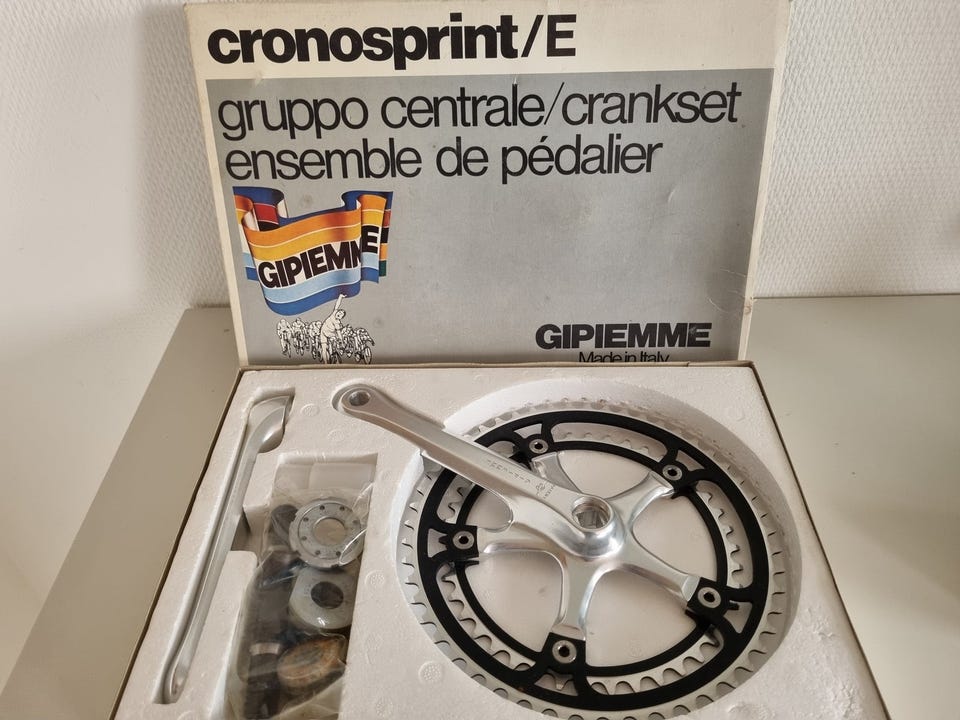 cronosprint/E
gruppo centrale/crankset
ensemble de pédalier
GIPIEMME
GIPIEMME
Made in Italy